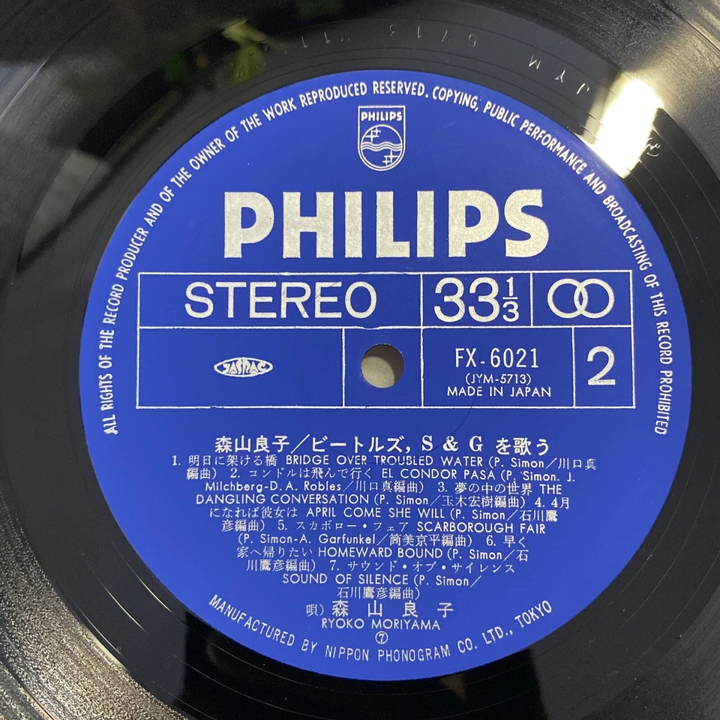 JYM 5713
JYM
ALL RIGHTS OF THE RECORD PRODUCER AND OF THE OWNER OF THE WORK REPRODUCED RESERVED. COPYING, PUBLIC PERFORMANCE AND BROADCASTING OF THIS RECORD PROHIBITED
PHILIPS
PHILIPS
STEREO 33 1/3
JASRAC FX-6021 2
(JYM-5713)
MADE IN JAPAN
森山良子/ビートルズ, S & G を歌う
1. 明日に架ける橋 BRIDGE OVER TROUBLED WATER (P. Simon/川口真
編曲) 2. コンドルは飛んで行く EL CONDOR PASA (P. Simon. J.
Milchberg-D. A. Robles/川口真編曲) 3. 夢の中の世界 THE
DANGLING CONVERSATION (P. Simon/玉木宏樹編曲) 4. 4月
になれば彼女は APRIL COME SHE WILL (P. Simon/石川鷹
彦編曲) 5. スカボロー・フェア SCARBOROUGH FAIR
(P. Simon-A. Garfunkel/筒美京平編曲) 6. 早く
家へ帰りたい HOMEWARD BOUND (P. Simon/石
川鷹彦編曲) 7. サウンド・オブ・サイレンス
SOUND OF SILENCE (P. Simon/
石川鷹彦編曲)
唄) 森山良子
RYOKO MORIYAMA
⑦
MANUFACTURED BY NIPPON PHONOGRAM CO. LTD., TOKYO